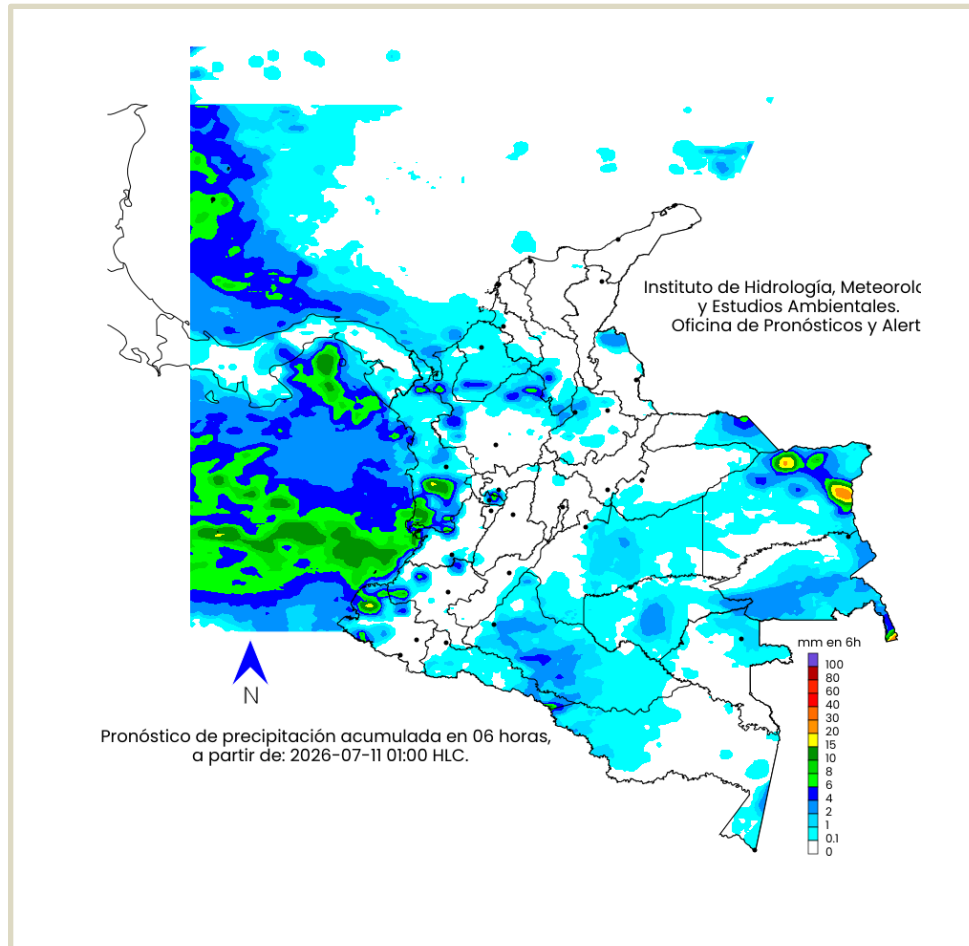 Instituto de Hidrología, Meteorolo
y Estudios Ambientales.
Oficina de Pronósticos y Alert
mm en 6h
100
80
60
40
30
20
15
10
8
6
4
2
1
0.1
0
N
Pronóstico de precipitación acumulada en 06 horas,
a partir de: 2026-07-11 01:00 HLC.